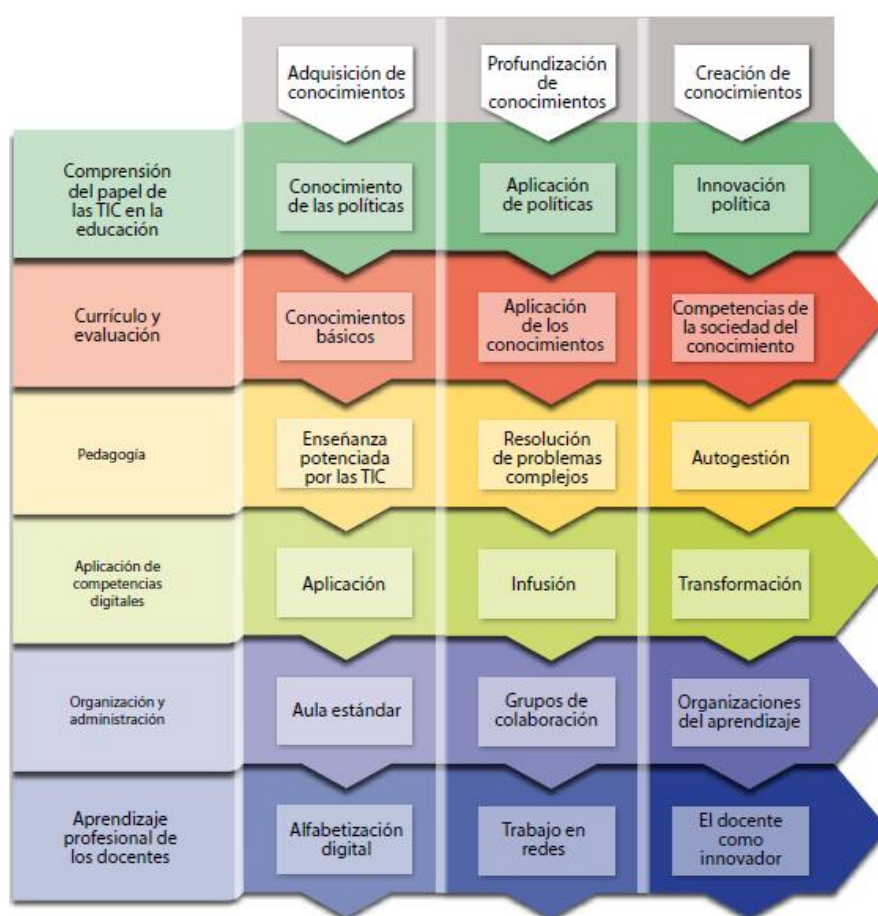 Adquisición de
conocimientos
Profundización
de
conocimientos
Creación de
conocimientos
Comprensión
del papel de
las TIC en la
educación
Conocimiento
de las políticas
Aplicación
de políticas
Innovación
política
Currículo y
evaluación
Conocimientos
básicos
Aplicación
de los
conocimientos
Competencias de
la sociedad del
conocimiento
Pedagogía
Enseñanza
potenciada
por las TIC
Resolución
de problemas
complejos
Autogestión
Aplicación de
competencias
digitales
Aplicación
Infusión
Transformación
Organización y
administración
Aula estándar
Grupos de
colaboración
Organizaciones
del aprendizaje
Aprendizaje
profesional de
los docentes
Alfabetización
digital
Trabajo en
redes
El docente
como
innovador